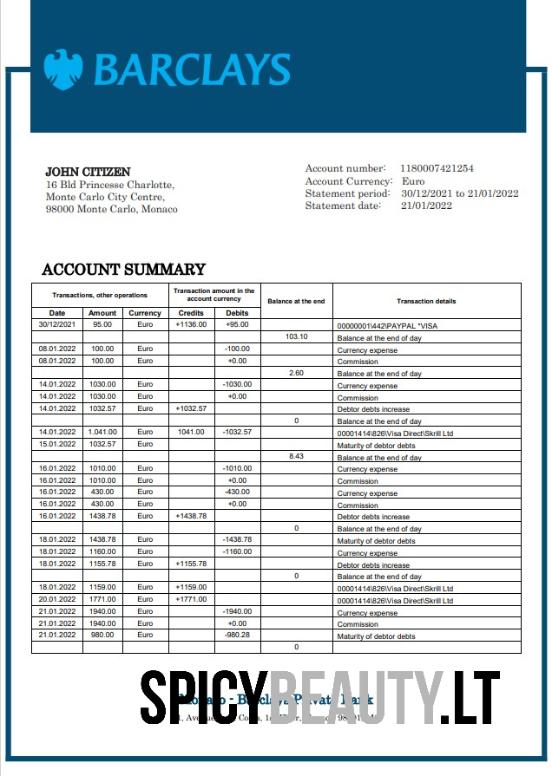 BARCLAYS
JOHN CITIZEN
16 Bld Princesse Charlotte,
Monte Carlo City Centre,
98000 Monte Carlo, Monaco
Account number: 1180007421254
Account Currency: Euro
Statement period: 30/12/2021 to 21/01/2022
Statement date: 21/01/2022
ACCOUNT SUMMARY
Transactions, other operations Transaction amount in the account currency Balance at the end Transaction details
Date Amount Currency Credits Debits
30/12/2021 95.00 Euro +1136.00 +95.00 00000001\442\PAYPAL *VISA
103.10 Balance at the end of day
08.01.2022 100.00 Euro -100.00 Currency expense
08.01.2022 100.00 Euro +0.00 Commission
2.60 Balance at the end of day
14.01.2022 1030.00 Euro -1030.00 Currency expense
14.01.2022 1030.00 Euro +0.00 Commission
14.01.2022 1032.57 Euro +1032.57 Debtor debts increase
0 Balance at the end of day
14.01.2022 1.041.00 Euro 1041.00 -1032.57 00001414\826\Visa Direct\Skrill Ltd
15.01.2022 1032.57 Euro Maturity of debtor debts
8.43 Balance at the end of day
16.01.2022 1010.00 Euro -1010.00 Currency expense
16.01.2022 1010.00 Euro +0.00 Commission
16.01.2022 430.00 Euro -430.00 Currency expense
16.01.2022 430.00 Euro +0.00 Commission
16.01.2022 1438.78 Euro +1438.78 Debtor debts increase
0 Balance at the end of day
18.01.2022 1438.78 Euro -1438.78 Maturity of debtor debts
18.01.2022 1160.00 Euro -1160.00 Currency expense
18.01.2022 1155.78 Euro +1155.78 Debtor debts increase
0 Balance at the end of day
18.01.2022 1159.00 Euro +1159.00 00001414\826\Visa Direct\Skrill Ltd
20.01.2022 1771.00 Euro +1771.00 00001414\826\Visa Direct\Skrill Ltd
21.01.2022 1940.00 Euro -1940.00 Currency expense
21.01.2022 1940.00 Euro +0.00 Commission
21.01.2022 980.00 Euro -980.28 Maturity of debtor debts
0
SPICYBEAUTY.LT